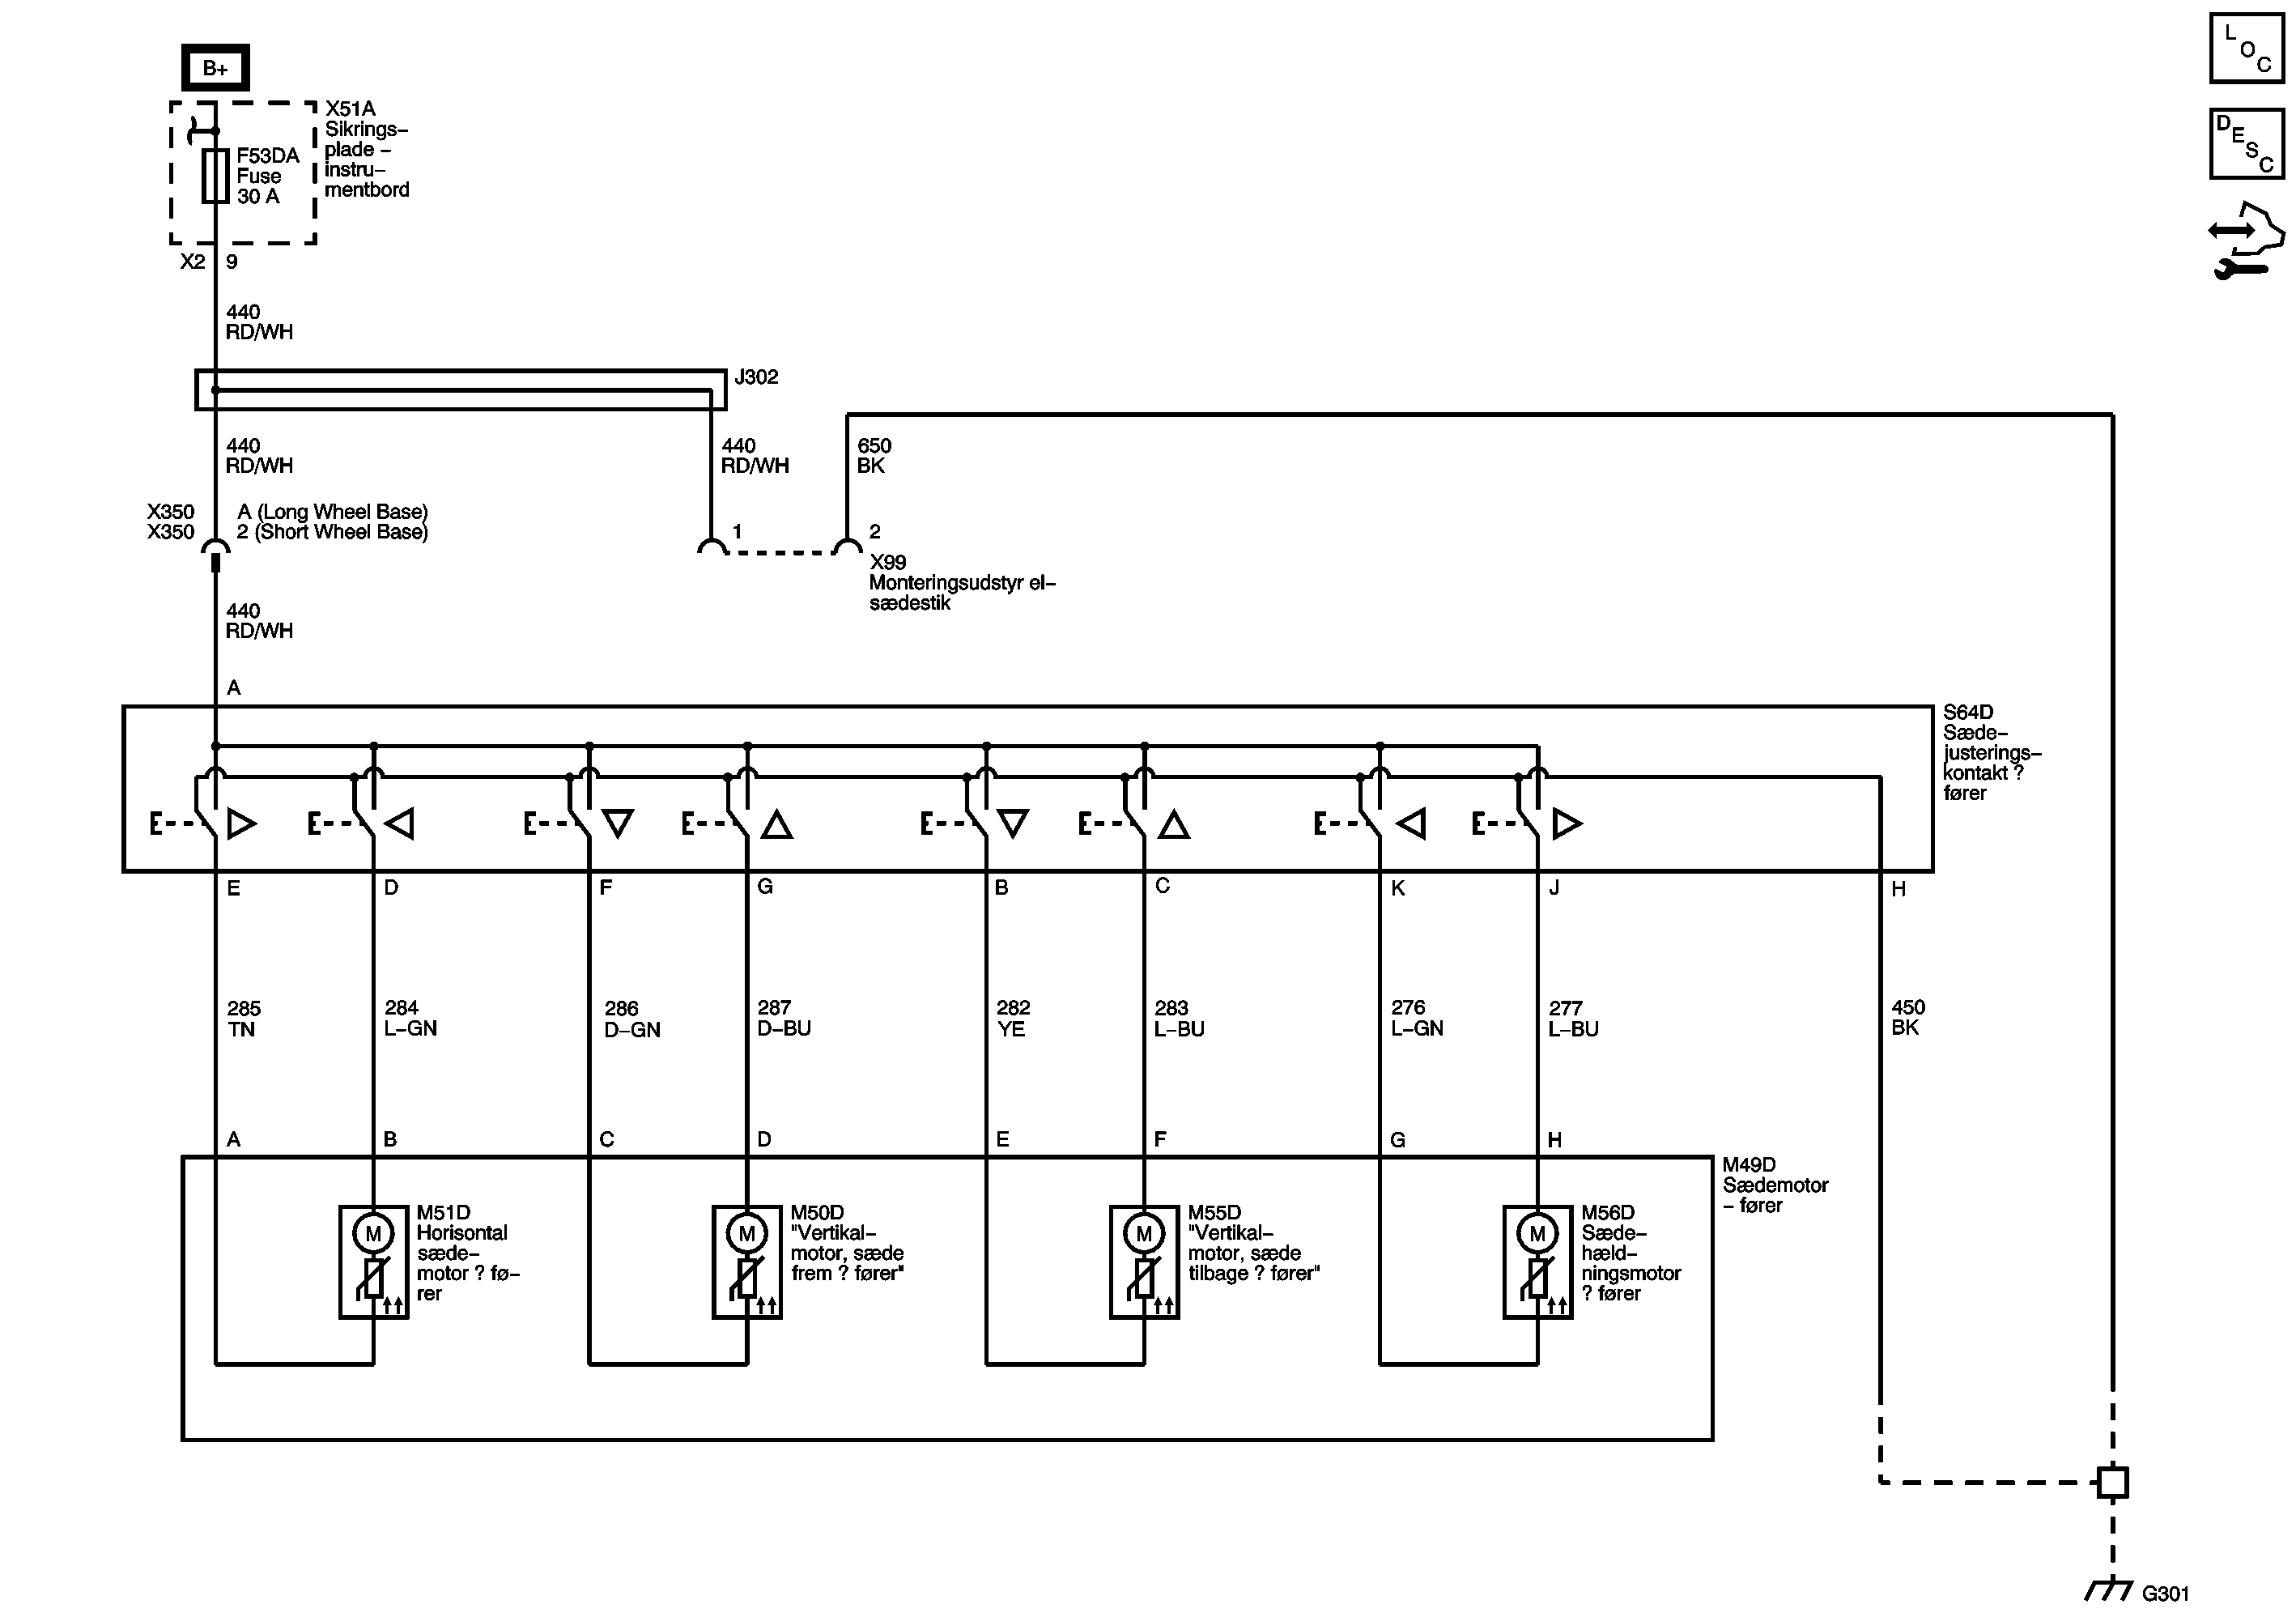 B+
L
O
C
X51A
Sikrings–
plade –
instru–
mentbord
F53DA
Fuse
30 A
D
E
S
C
X2 9
440
RD/WH
J302
440
RD/WH
440
RD/WH
650
BK
X350 A (Long Wheel Base)
X350 2 (Short Wheel Base)
1
2
X99
Monteringsudstyr el–
sædestik
440
RD/WH
A
S64D
Sæde–
justerings–
kontakt ?
fører
E D F G B C K J H
285
TN
284
L–GN
286
D–GN
287
D–BU
282
YE
283
L–BU
276
L–GN
277
L–BU
450
BK
A B C D E F G H
M49D
Sædemotor
– fører
M
M51D
Horisontal
sæde–
motor ? fø–
rer
M
M50D
"Vertikal–
motor, sæde
frem ? fører"
M
M55D
"Vertikal–
motor, sæde
tilbage ? fører"
M
M56D
Sæde–
hæld–
ningsmotor
? fører
G301